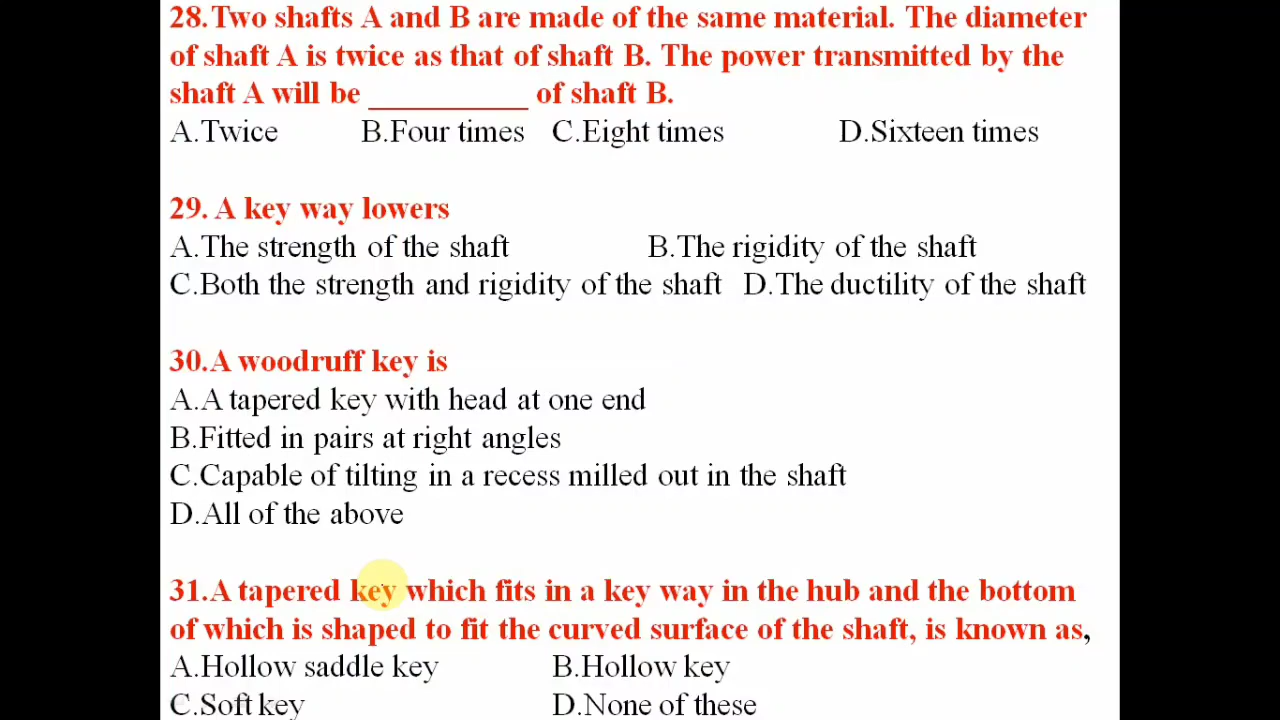 28.Two shafts A and B are made of the same material. The diameter
of shaft A is twice as that of shaft B. The power transmitted by the
shaft A will be __________ of shaft B.
A.Twice B.Four times C.Eight times D.Sixteen times
29. A key way lowers
A.The strength of the shaft B.The rigidity of the shaft
C.Both the strength and rigidity of the shaft D.The ductility of the shaft
30.A woodruff key is
A.A tapered key with head at one end
B.Fitted in pairs at right angles
C.Capable of tilting in a recess milled out in the shaft
D.All of the above
31.A tapered key which fits in a key way in the hub and the bottom
of which is shaped to fit the curved surface of the shaft, is known as,
A.Hollow saddle key B.Hollow key
C.Soft key D.None of these